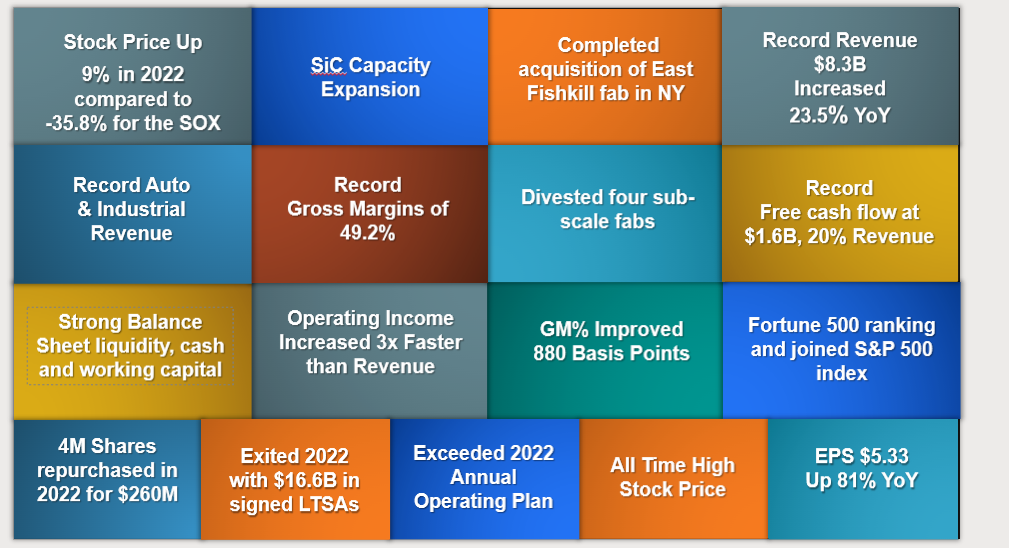 Stock Price Up
9% in 2022
compared to
-35.8% for the SOX
SiC Capacity
Expansion
Completed
acquisition of East
Fishkill fab in NY
Record Revenue
$8.3B
Increased
23.5% YoY
Record Auto
& Industrial
Revenue
Record
Gross Margins of
49.2%
Divested four sub-
scale fabs
Record
Free cash flow at
$1.6B, 20% Revenue
Strong Balance
Sheet liquidity, cash
and working capital
Operating Income
Increased 3x Faster
than Revenue
GM% Improved
880 Basis Points
Fortune 500 ranking
and joined S&P 500
index
4M Shares
repurchased in
2022 for $260M
Exited 2022
with $16.6B in
signed LTSAs
Exceeded 2022
Annual
Operating Plan
All Time High
Stock Price
EPS $5.33
Up 81% YoY